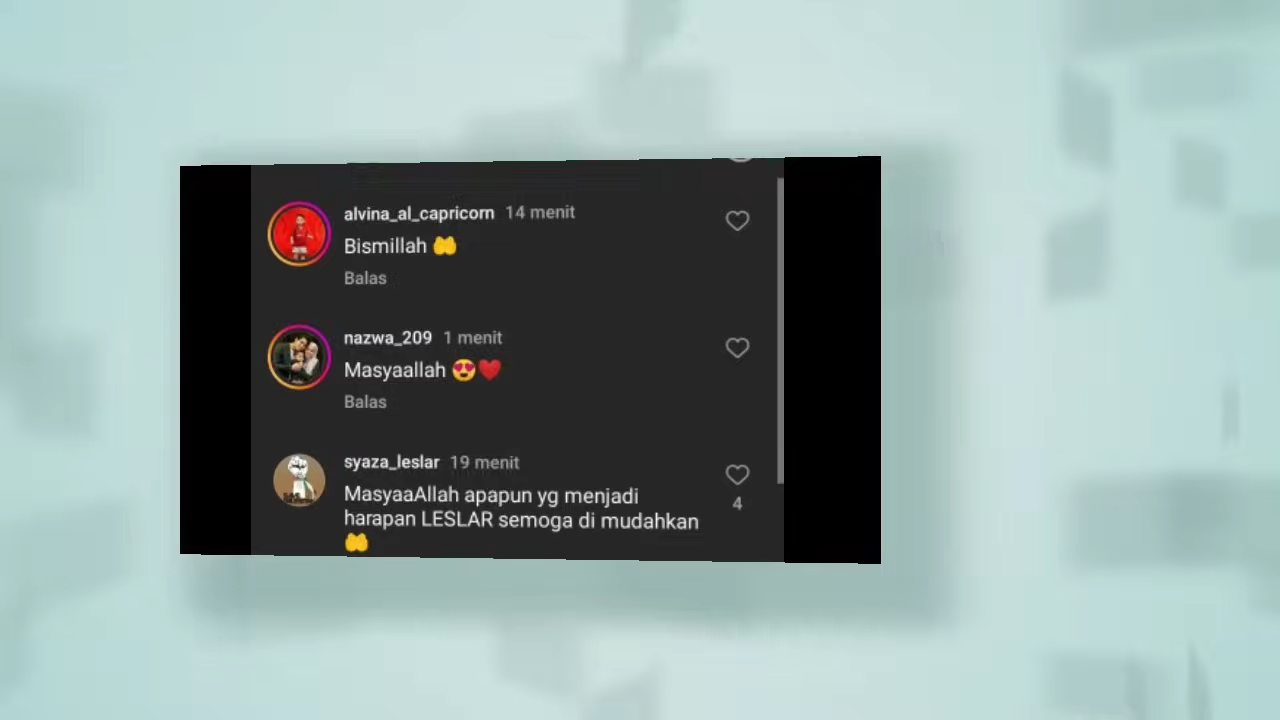 alvina_al_capricorn 14 menit
Bismillah 🤲
Balas
nazwa_209 1 menit
Masyaallah 😍❤️
Balas
syaza_leslar 19 menit
MasyaaAllah apapun yg menjadi
harapan LESLAR semoga di mudahkan
🤲
4